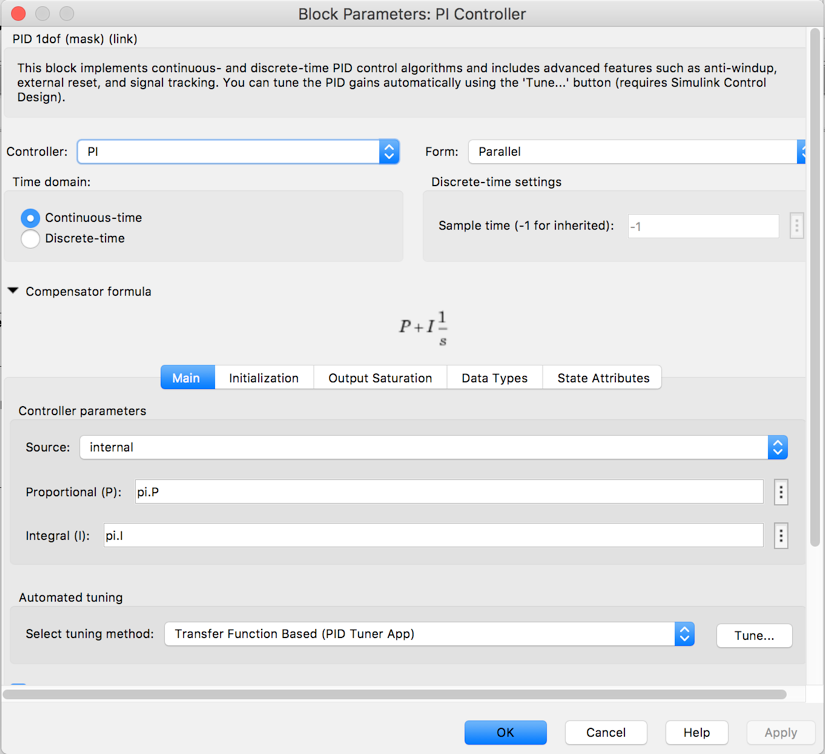 Block Parameters: PI Controller
PID 1dof (mask) (link)
This block implements continuous- and discrete-time PID control algorithms and includes advanced features such as anti-windup,
external reset, and signal tracking. You can tune the PID gains automatically using the 'Tune...' button (requires Simulink Control
Design).
Controller: PI Form: Parallel
Time domain: Discrete-time settings
Continuous-time
Sample time (-1 for inherited): -1
Discrete-time
Compensator formula
P + I 1/s
Main Initialization Output Saturation Data Types State Attributes
Controller parameters
Source: internal
Proportional (P): pi.P
Integral (I): pi.I
Automated tuning
Select tuning method: Transfer Function Based (PID Tuner App) Tune...
OK Cancel Help Apply